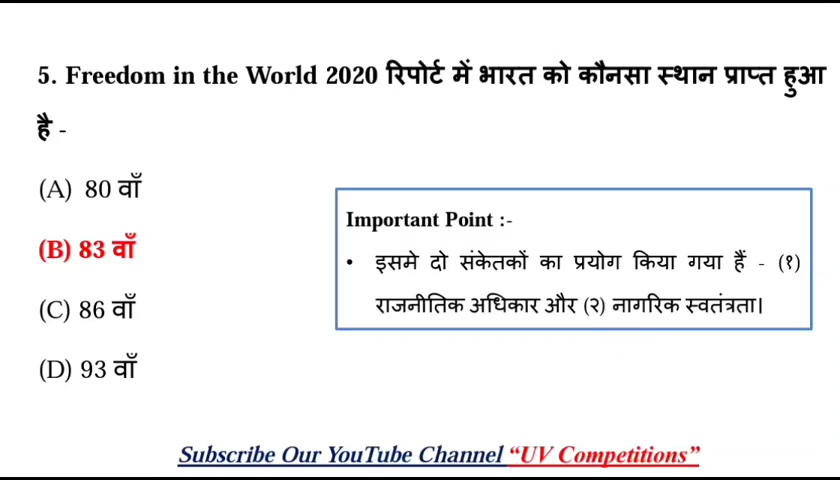 5. Freedom in the World 2020 रिपोर्ट में भारत को कौनसा स्थान प्राप्त हुआ
है -
(A) 80 वाँ
(B) 83 वाँ
(C) 86 वाँ
(D) 93 वाँ
Important Point :-
• इसमे दो संकेतकों का प्रयोग किया गया हैं - (१)
राजनीतिक अधिकार और (२) नागरिक स्वतंत्रता।
Subscribe Our YouTube Channel “UV Competitions”